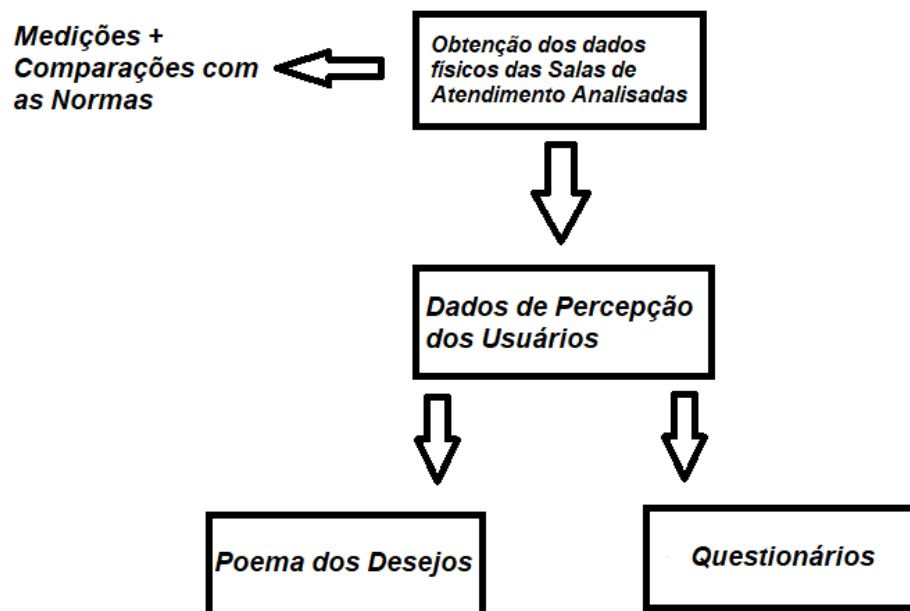 Medições +
Comparações com
as Normas
Obtenção dos dados
físicos das Salas de
Atendimento Analisadas
Dados de Percepção
dos Usuários
Poema dos Desejos
Questionários